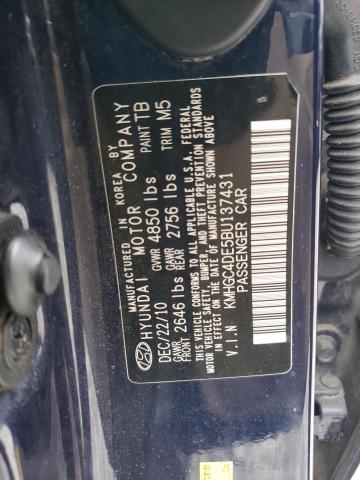 MFD IN KOREA BY
HYUNDAI MOTOR COMPANY
DEC/22/10 GVWR 4850 lbs PAINT TB
GAWR FRONT 2646 lbs GAWR REAR 2756 lbs TRIM M5
THIS VEHICLE CONFORMS TO ALL APPLICABLE U.S.A. FEDERAL
MOTOR VEHICLE SAFETY BUMPER AND THEFT PREVENTION STANDARDS
IN EFFECT ON THE DATE OF MANUFACTURE SHOWN ABOVE
V.I.N KMHGC4DE5BU137431
PASSENGER CAR